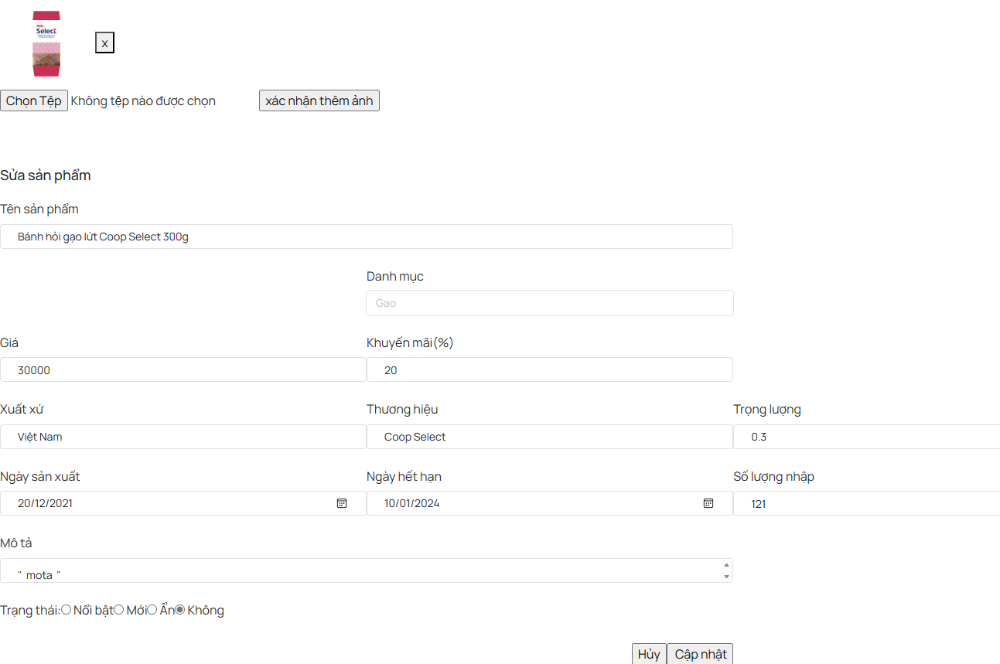 Select
x
Chọn Tệp Không tệp nào được chọn xác nhận thêm ảnh
Sửa sản phẩm
Tên sản phẩm
Bánh hỏi gạo lứt Coop Select 300g
Danh mục
Gao
Giá Khuyến mãi(%)
30000 20
Xuất xứ Thương hiệu Trọng lượng
Việt Nam Coop Select 0.3
Ngày sản xuất Ngày hết hạn Số lượng nhập
20/12/2021 10/01/2024 121
Mô tả
" mota "
Trạng thái: Nổi bật Mới Ẩn Không
Hủy Cập nhật